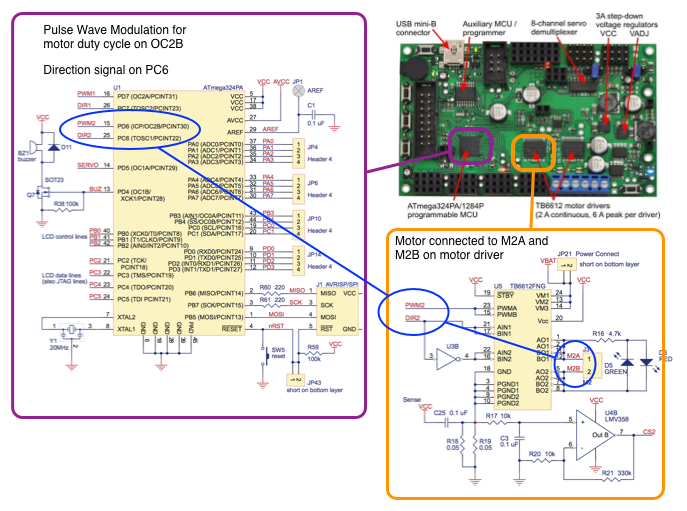 Pulse Wave Modulation for
motor duty cycle on OC2B
Direction signal on PC6
U1
ATmega324PA
PWM1 16 PD7 (OC2A/PCINT31)
DIR1 26 PC7 (TOSC2/PCINT23)
PWM2 15 PD6 (ICP/OC2B/PCINT30)
DIR2 25 PC6 (TOSC1/PCINT22)
SERVO 14 PD5 (OC1A/PCINT29)
BUZ 13 PD4 (OC1B/
XCK1/PCINT28)
PB0 40 PB0 (XCK0/T0/PCINT8)
PB1 41 PB1 (T1/CLKO/PCINT9)
PB2 42 PB2 (AIN0/INT2/PCINT10)
PC2 21 PC2 (TCK/
PCINT18)
PC3 22 PC3 (TMS/PCINT19)
PC4 23 PC4 (TDO/PCINT20)
PC5 24 PC5 (TDI PCINT21)
7 XTAL2
8 XTAL1
VCC
BZ1
buzzer
D11
SOT23
Q7
R38 100k
LCD control lines
LCD data lines
(also JTAG lines)
Y1
20MHz
GND GND GND GND PAD
6 18 28 39 45
VCC AVCC JP1
VCC 5
VCC 17
VCC 38
AVCC 27
AREF 29 AREF
AREF
C1
0.1 uF
PA0 (ADC0/PCINT0) 37 PA0
PA1 (ADC1/PCINT1) 36 PA1
PA2 (ADC2/PCINT2) 35 PA2
PA3 (ADC3/PCINT3) 34 PA3
JP4
Header 4
PA4 (ADC4/PCINT4) 33 PA4
PA5 (ADC5/PCINT5) 32 PA5
PA6 (ADC6/PCINT6) 31 PA6
PA7 (ADC7/PCINT7) 30 PA7
JP6
Header 4
PB3 (AIN1/OC0A/PCINT11) 43 PB3
PB4 (SS/OC0B/PCINT12) 44
PC0 (SCL/PCINT16) 19
PC1 (SDA/PCINT17) 20 PC1
JP10
Header 4
PD0 (RXD0/PCINT24) 9 PD0
PD1 (TXD0/PCINT25) 10 PD1
PD2 (INT0/RXD1/PCINT26) 11 PD2
PD3 (INT1/TXD1/PCINT27) 12 PD3
JP14
Header 4
PB6 (MISO/PCINT14) 2 R60 220 MISO
PB7 (SCK/PCINT15) 3 R61 220 SCK
PB5 (MOSI/PCINT13) 1 MOSI
RESET 4 nRST
J1 AVRISP(SP)
1 MISO VCC 2
3 SCK
4 MOSI
5 RST GND 6
SW5
reset
R59
100k
VCC
JP43
short on bottom layer
USB mini-B
connector
Auxiliary MCU /
programmer
8-channel servo
demultiplexer
3A step-down
voltage regulators
VCC VADJ
ATmega324PA/1284P
programmable MCU
TB6612 motor drivers
(2 A continuous, 6 A peak per driver)
Motor connected to M2A and
M2B on motor driver
JP21
VBAT
Power Connect
short on bottom layer
U5
TB6612FNG
VCC
19 STBY
PWM2 23 PWMA
15 PWMB
DIR2 21 AIN1
17 BIN1
22 AIN2
16 BIN2
18 GND
3 PGND1
4 PGND1
9 PGND2
10 PGND2
U3B
3 4
VM1 24
VM2 13
VM3 14
Vcc 20
VCC
AO1 1
AO1 2
BO1 12
BO1 11
AO2 5
AO2 6
BO2 7
BO2 8
M2A
M2B
R16 4.7k
D5
GREEN
RED
Sense
VCC
C25 0.1 uF
R17 10k
R18
0.05
R19
0.05
C3
0.1 uF
R20 10k
VCC
U4B
LMV358
Out B 7 CS2
5
6
R21 330k